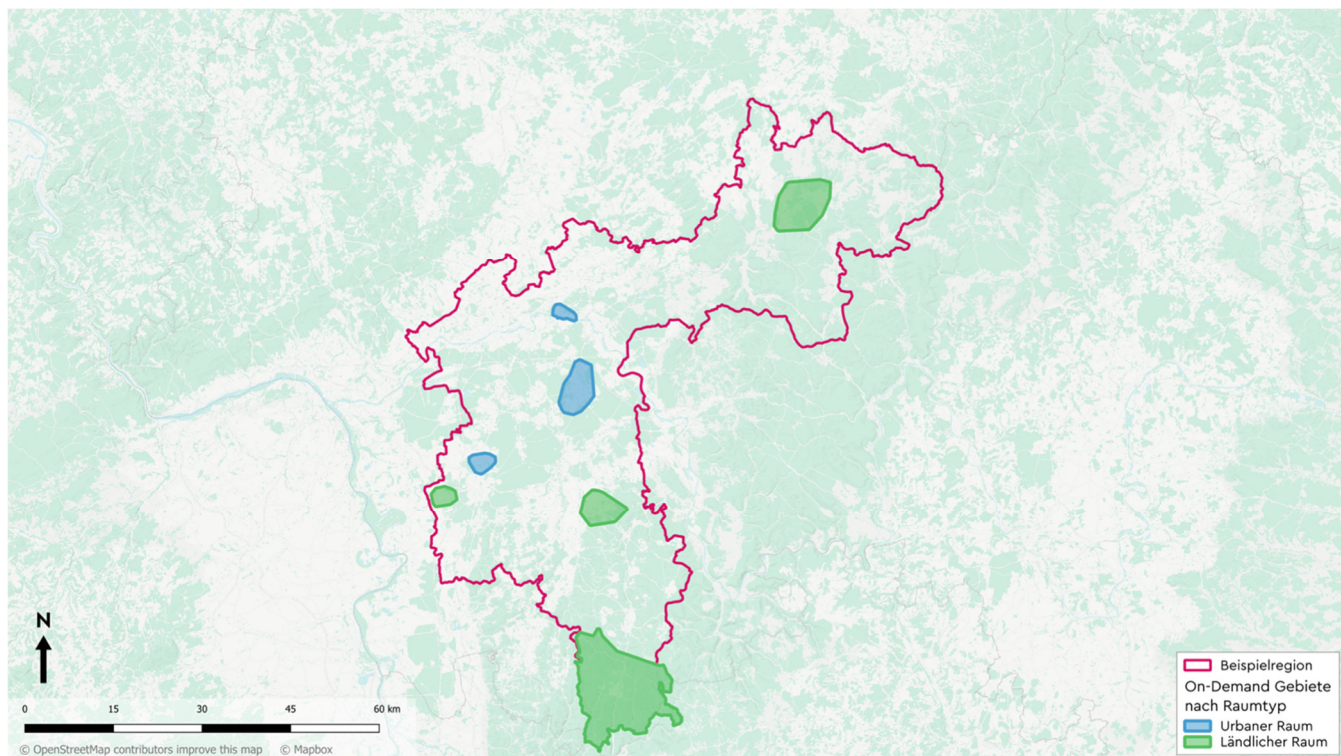 N
0 15 30 45 60 km
© OpenStreetMap contributors improve this map © Mapbox
Beispielregion
On-Demand Gebiete
nach Raumtyp
Urbaner Raum
Ländlicher Raum